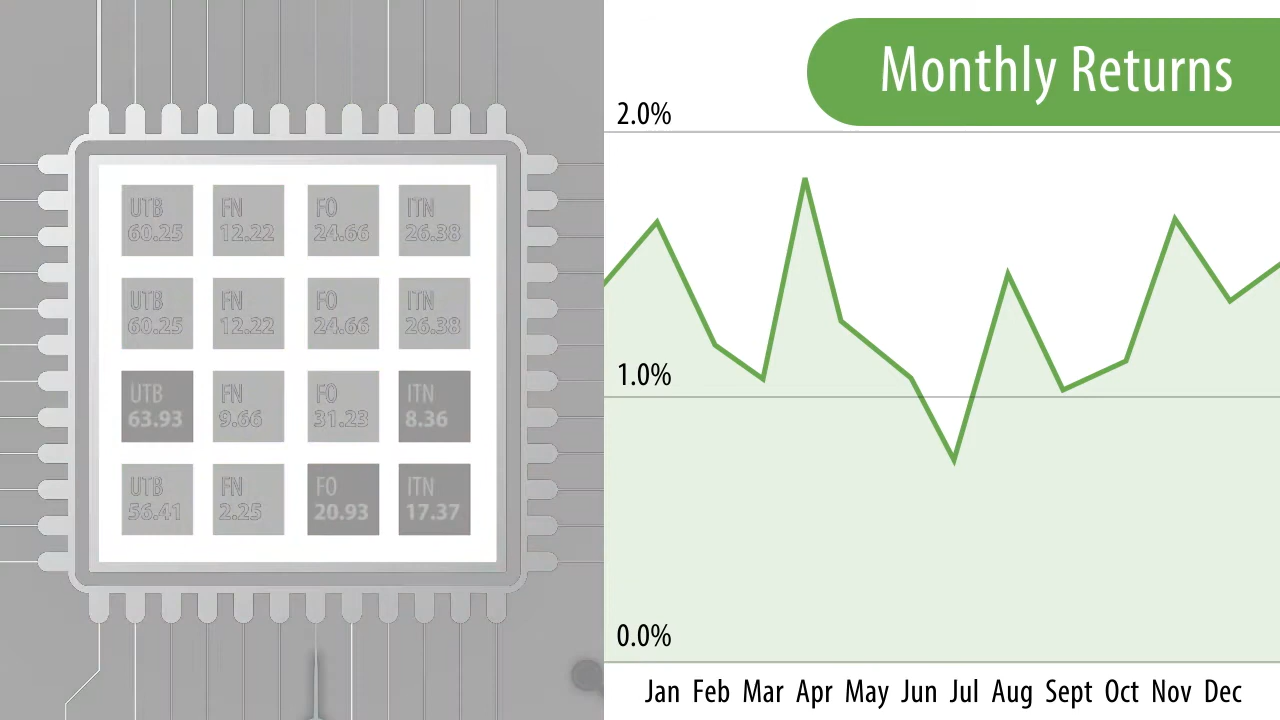 UTB FN FO ITN
60.25 12.22 24.66 26.38
UTB FN FO ITN
60.25 12.22 24.66 26.38
UTB FN FO ITN
63.93 9.66 31.23 8.36
UTB FN FO ITN
56.41 2.25 20.93 17.37
Monthly Returns
2.0%
1.0%
0.0%
Jan Feb Mar Apr May Jun Jul Aug Sept Oct Nov Dec